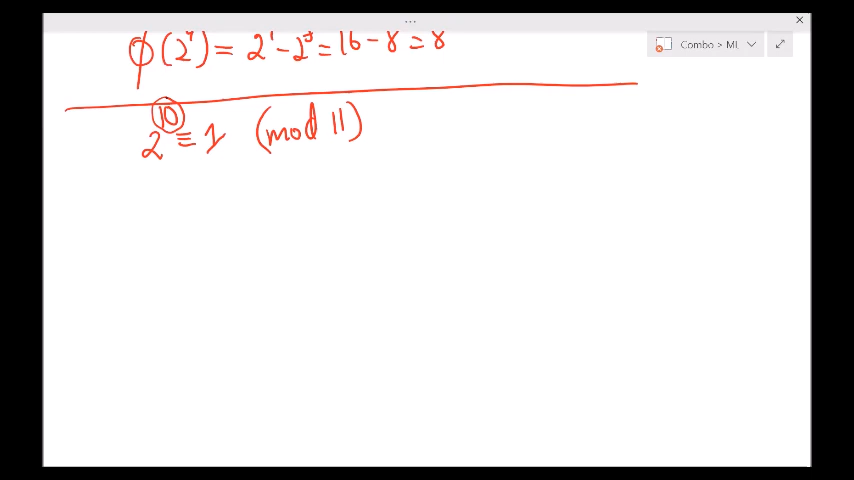 Combo > ML
φ(2⁴) = 2⁴ - 2³ = 16 - 8 = 8
2¹⁰ ≡ 1 (mod 11)